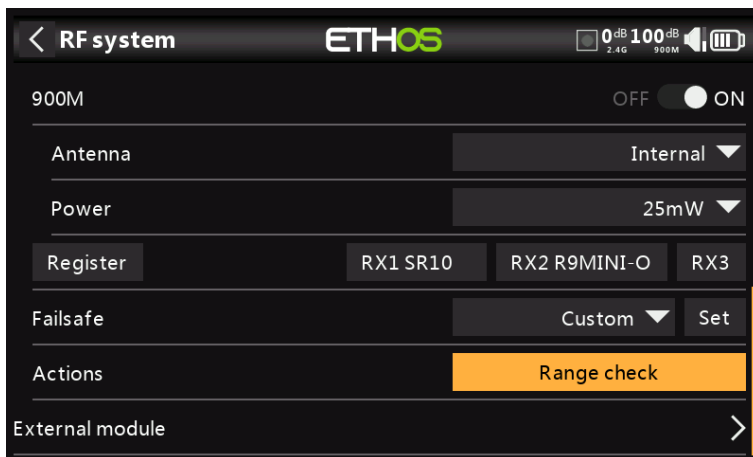 RF system ETHOS 0dB 2.4G 100dB 900M
900M OFF ON
Antenna Internal
Power 25mW
Register RX1 SR10 RX2 R9MINI-O RX3
Failsafe Custom Set
Actions Range check
External module